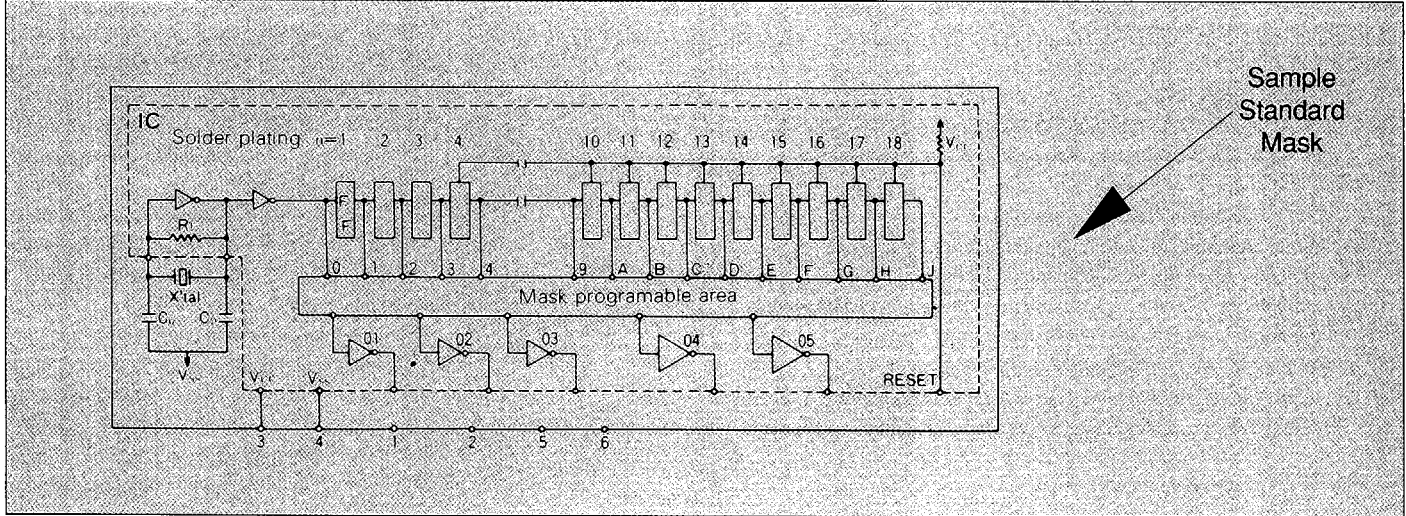 Sample
Standard
Mask
IC
Solder plating n=1 2 3 4 10 11 12 13 14 15 16 17 18
F
F
R
0 1 2 3 4 9 A B C D E F G H J
X'tal
Mask programable area
01 02 03 04 05
RESET
3 4 1 2 5 6